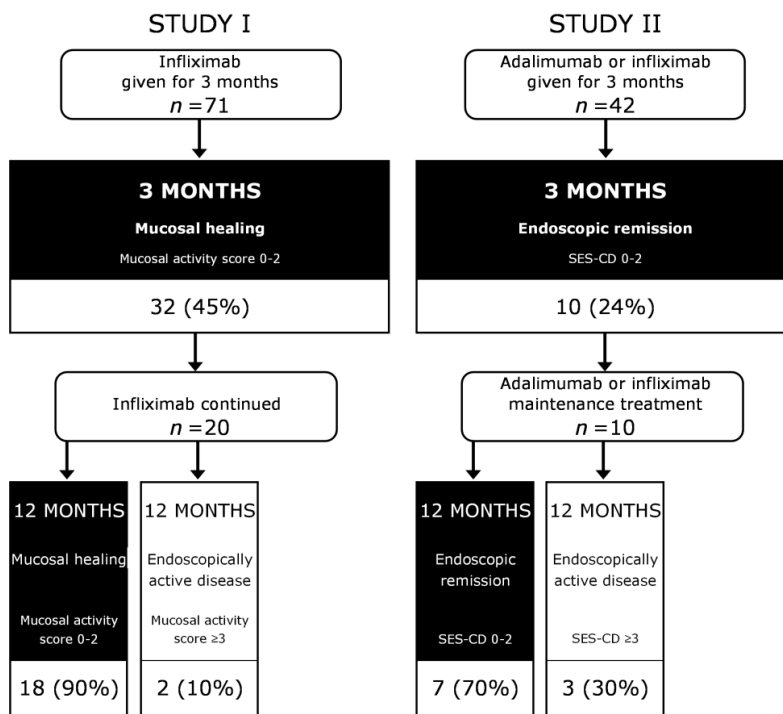 STUDY I
Infliximab
given for 3 months
n =71
3 MONTHS
Mucosal healing
Mucosal activity score 0-2
32 (45%)
Infliximab continued
n =20
12 MONTHS
Mucosal healing
Mucosal activity
score 0-2
18 (90%)
12 MONTHS
Endoscopically
active disease
Mucosal activity
score ≥3
2 (10%)
STUDY II
Adalimumab or infliximab
given for 3 months
n =42
3 MONTHS
Endoscopic remission
SES-CD 0-2
10 (24%)
Adalimumab or infliximab
maintenance treatment
n =10
12 MONTHS
Endoscopic
remission
SES-CD 0-2
7 (70%)
12 MONTHS
Endoscopically
active disease
SES-CD ≥3
3 (30%)